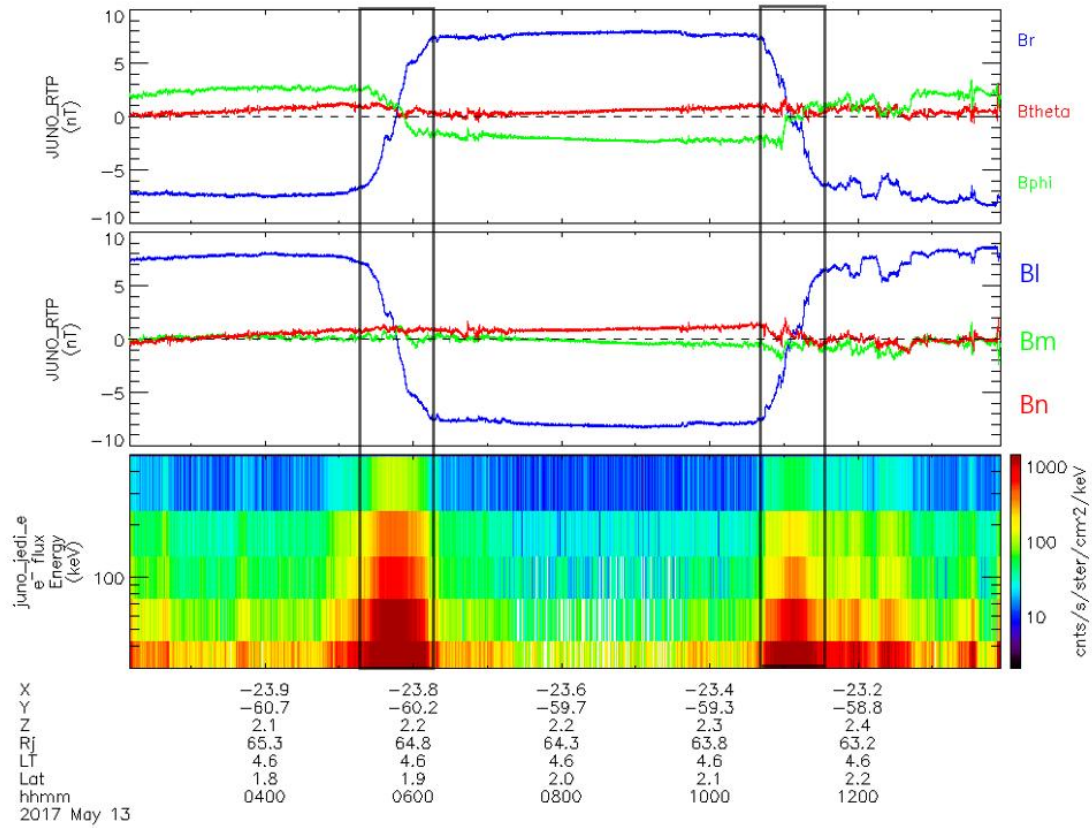 10
5
0
-5
-10
JUNO_RTP
(nT)
Br
Btheta
Bphi
10
5
0
-5
-10
JUNO_RTP
(nT)
Bl
Bm
Bn
100
juno_jedi_e
e- flux
Energy
(keV)
1000
100
10
cnts/s/ster/cm^2/keV
X -23.9 -23.8 -23.6 -23.4 -23.2
Y -60.7 -60.2 -59.7 -59.3 -58.8
Z 2.1 2.2 2.2 2.3 2.4
Rj 65.3 64.8 64.3 63.8 63.2
LT 4.6 4.6 4.6 4.6 4.6
Lat 1.8 1.9 2.0 2.1 2.2
hhmm 0400 0600 0800 1000 1200
2017 May 13